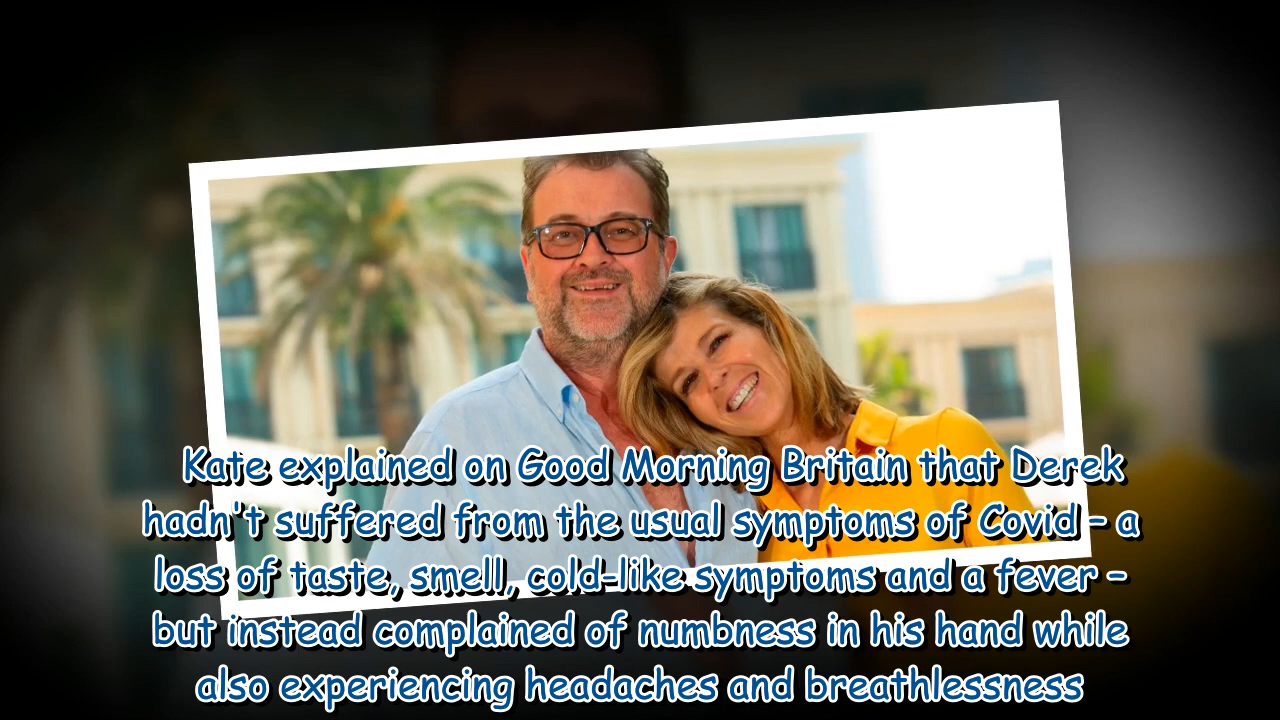 Kate explained on Good Morning Britain that Derek
hadn't suffered from the usual symptoms of Covid – a
loss of taste, smell, cold-like symptoms and a fever –
but instead complained of numbness in his hand while
also experiencing headaches and breathlessness